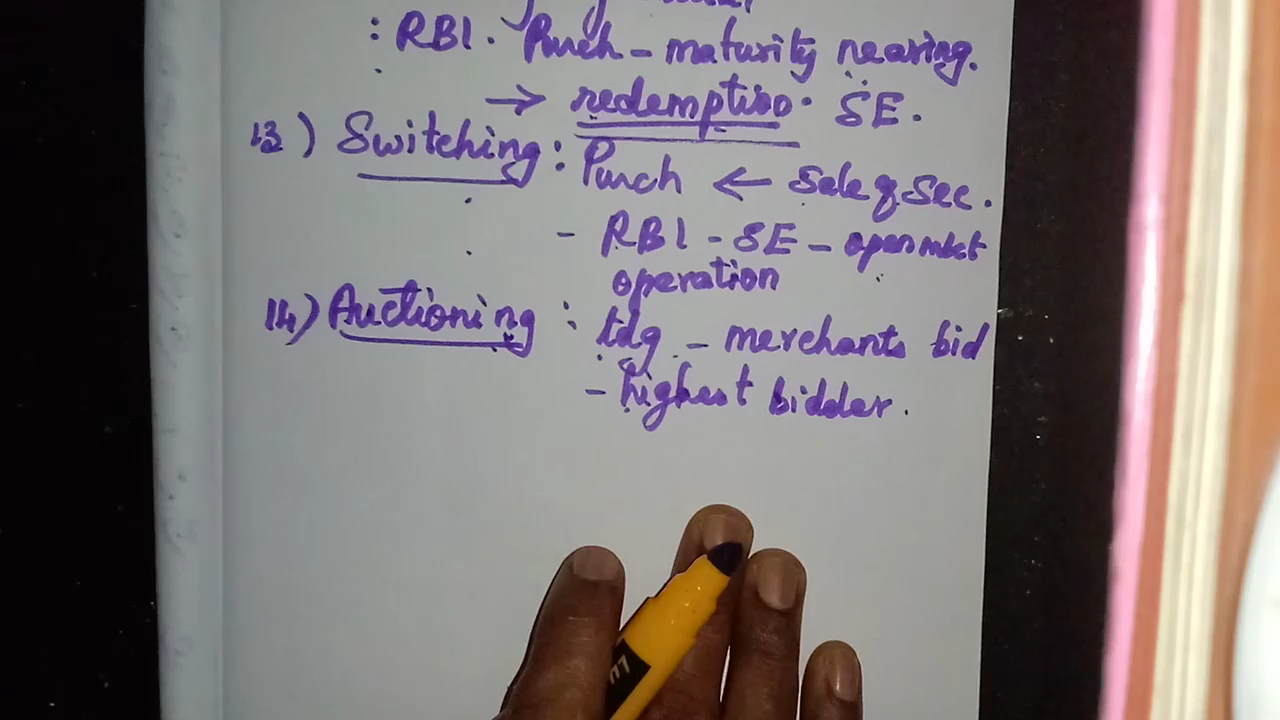 : RBI. Purch - maturity nearing.
→ redemption. SE.
13) Switching : Purch ← Sale of Sec.
- RBI - SE - open mkt
operation
14) Auctioning : tdg - merchants bid
- highest bidder.